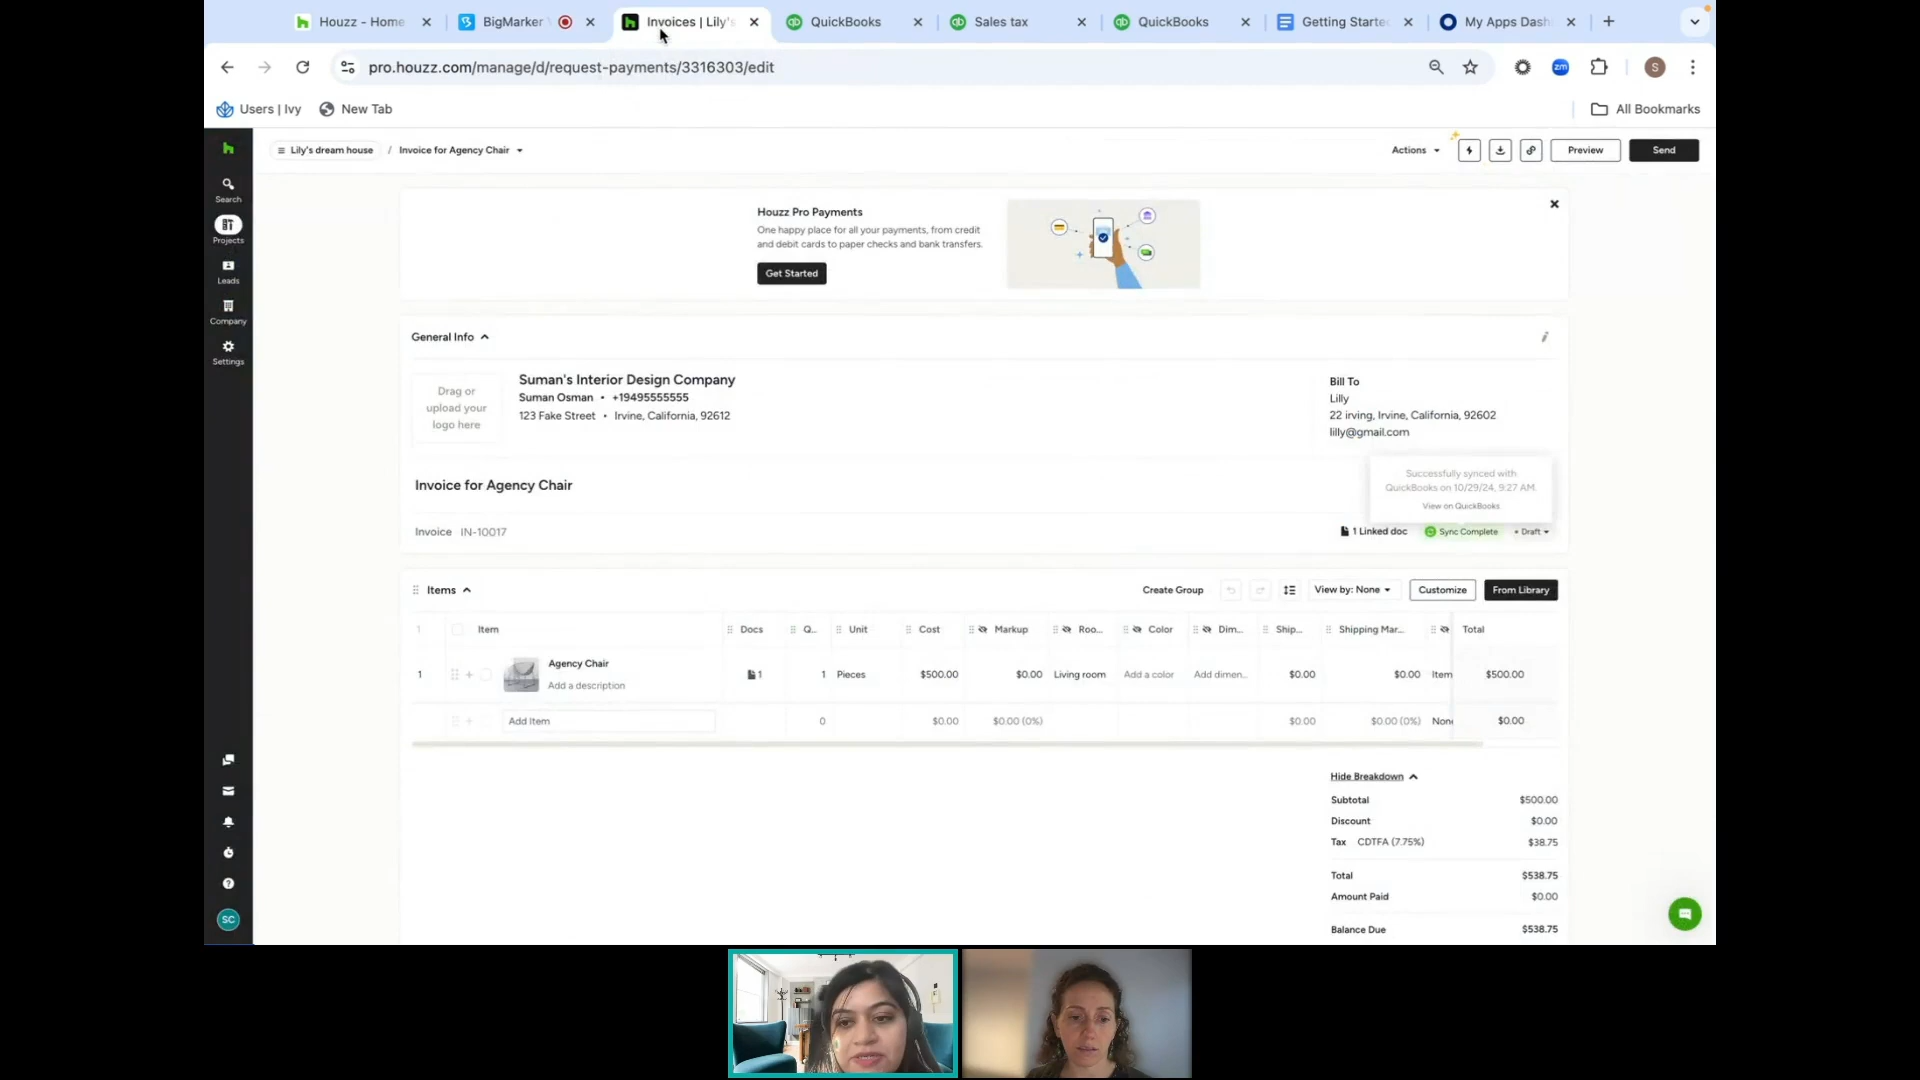 Houzz - Home
BigMarker
Invoices | Lily's
QuickBooks
Sales tax
QuickBooks
Getting Starte
My Apps Dash
pro.houzz.com/manage/d/request-payments/3316303/edit
zm
S
Users | Ivy
New Tab
All Bookmarks
Lily's dream house / Invoice for Agency Chair
Actions
Preview
Send
Search
Projects
Leads
Company
Settings
SC
Houzz Pro Payments
One happy place for all your payments, from credit
and debit cards to paper checks and bank transfers.
Get Started
General Info
Drag or
upload your
logo here
Suman's Interior Design Company
Suman Osman • +19495555555
123 Fake Street • Irvine, California, 92612
Bill To
Lilly
22 irving, Irvine, California, 92602
lilly@gmail.com
Successfully synced with
QuickBooks on 10/29/24, 9:27 AM.
View on QuickBooks
Invoice for Agency Chair
Invoice IN-10017
1 Linked doc
Sync Complete
• Draft
Items
Create Group
View by: None
Customize
From Library
1 Item Docs Q... Unit Cost Markup Roo... Color Dim... Ship... Shipping Mar... Total
1 Agency Chair 1 1 Pieces $500.00 $0.00 Living room Add a color Add dimen... $0.00 $0.00 Item $500.00
Add a description
Add Item 0 $0.00 $0.00 (0%) $0.00 $0.00 (0%) None $0.00
Hide Breakdown
Subtotal $500.00
Discount $0.00
Tax CDTFA (7.75%) $38.75
Total $538.75
Amount Paid $0.00
Balance Due $538.75